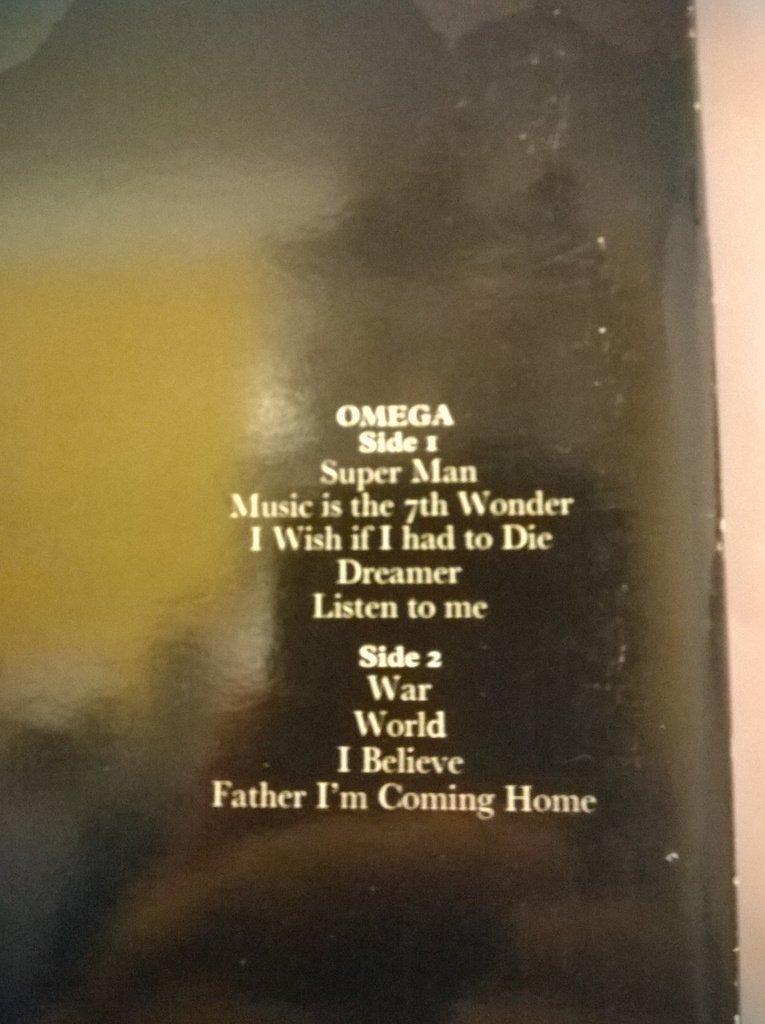 OMEGA
Side 1
Super Man
Music is the 7th Wonder
I Wish if I had to Die
Dreamer
Listen to me
Side 2
War
World
I Believe
Father I'm Coming Home